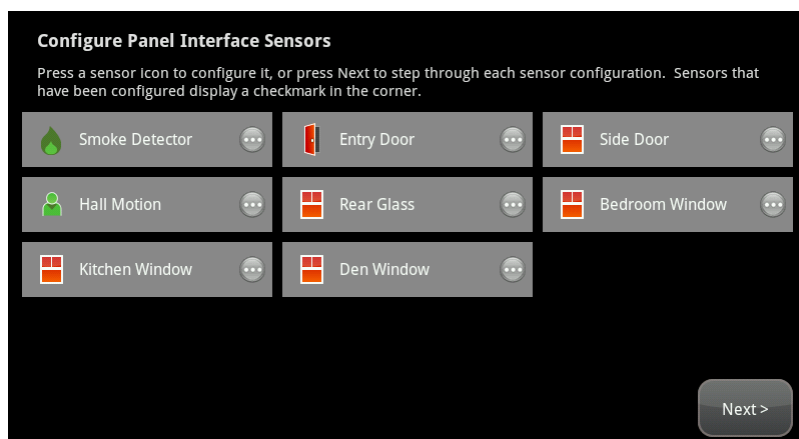 Configure Panel Interface Sensors
Press a sensor icon to configure it, or press Next to step through each sensor configuration.  Sensors that
have been configured display a checkmark in the corner.
Smoke Detector
Entry Door
Side Door
Hall Motion
Rear Glass
Bedroom Window
Kitchen Window
Den Window
Next >